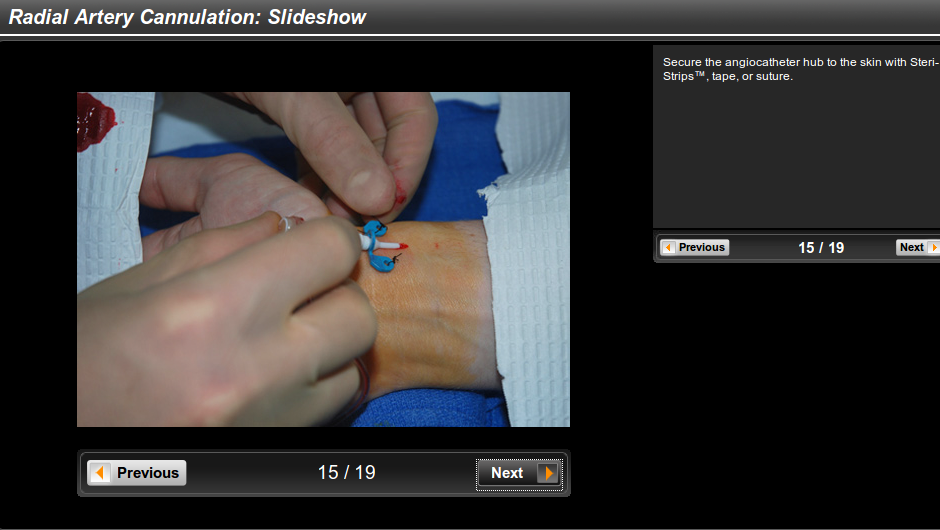 Radial Artery Cannulation: Slideshow
Secure the angiocatheter hub to the skin with Steri-
Strips™, tape, or suture.
Previous 15 / 19 Next
Previous 15 / 19 Next